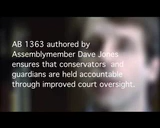 AB 1363 authored by
Assemblymember Dave Jones
ensures that conservators  and
guardians are held accountable
through improved court oversight.